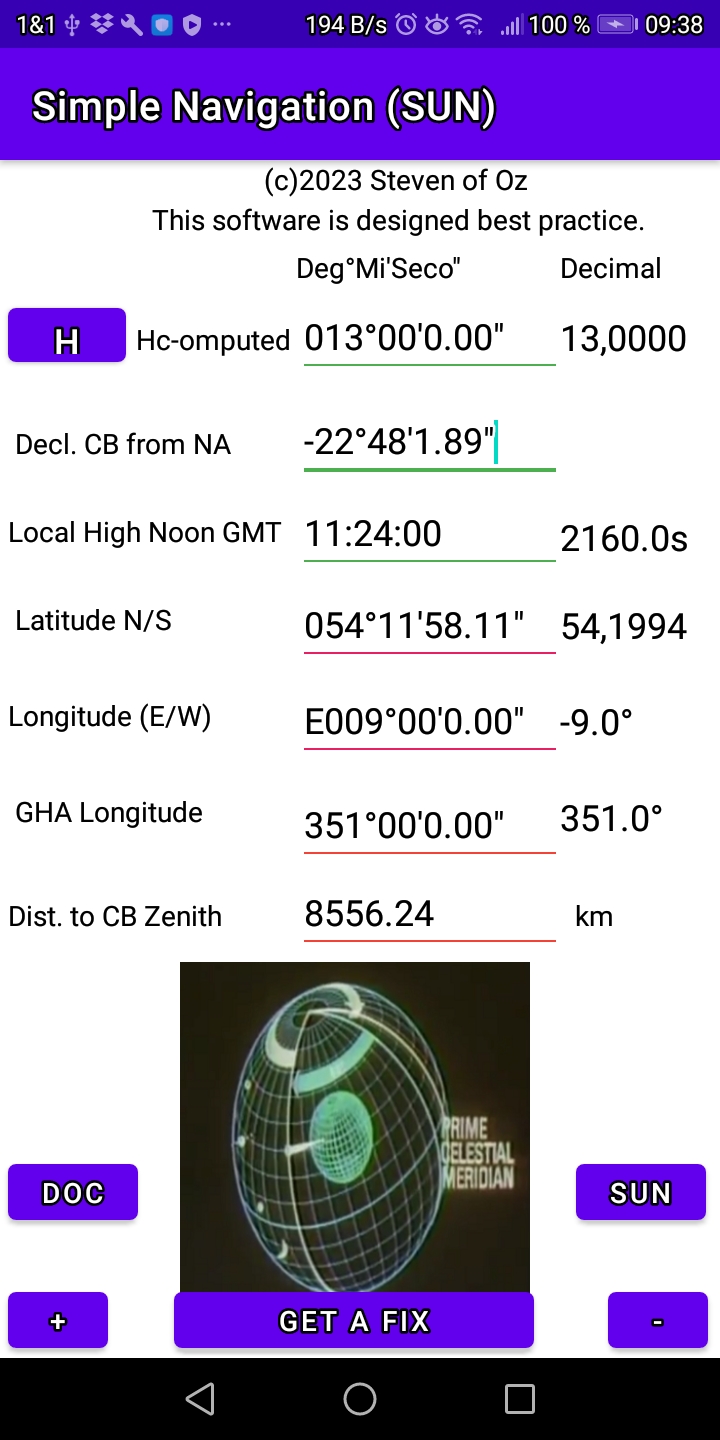 1&1 ... 194 B/s 100 % 09:38
Simple Navigation (SUN)
(c)2023 Steven of Oz
This software is designed best practice.
Deg°Mi'Seco" Decimal
H Hc-omputed 013°00'0.00" 13,0000
Decl. CB from NA -22°48'1.89"
Local High Noon GMT 11:24:00 2160.0s
Latitude N/S 054°11'58.11" 54,1994
Longitude (E/W) E009°00'0.00" -9.0°
GHA Longitude 351°00'0.00" 351.0°
Dist. to CB Zenith 8556.24 km
PRIME
CELESTIAL
MERIDIAN
DOC SUN
+ GET A FIX -